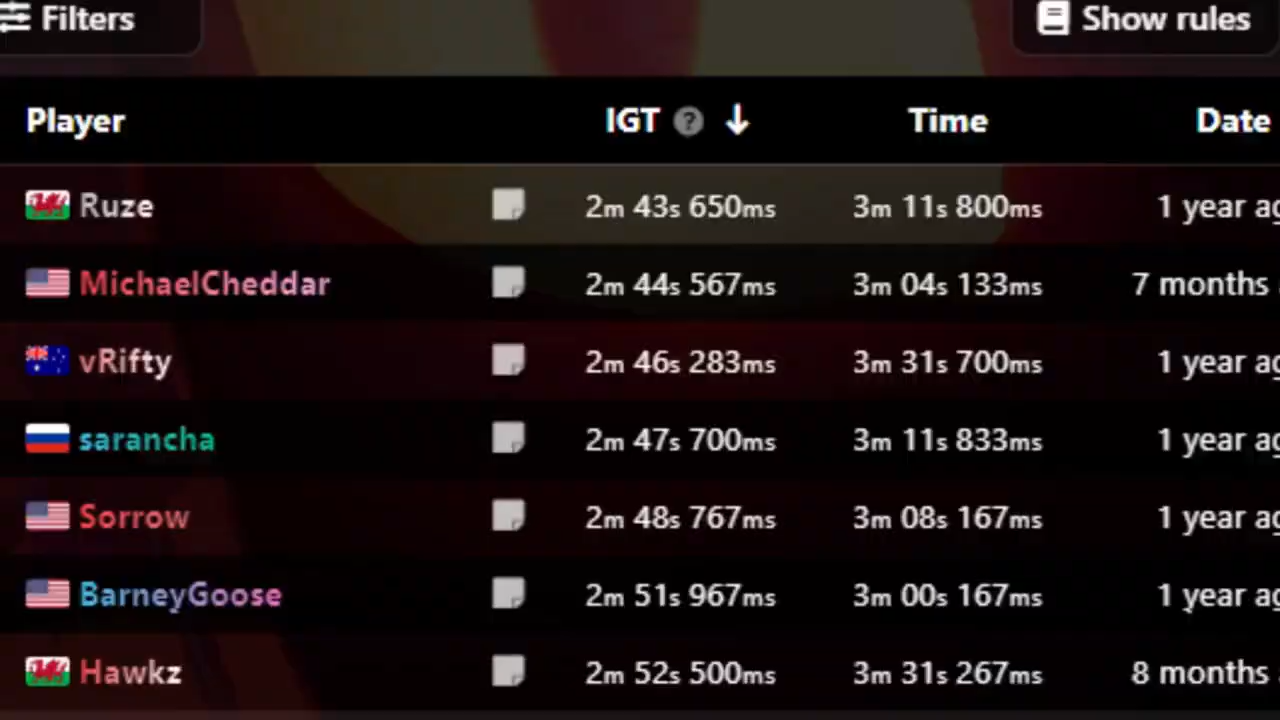 Filters Show rules
Player IGT ? ↓ Time Date
Ruze 2m 43s 650ms 3m 11s 800ms 1 year ag
MichaelCheddar 2m 44s 567ms 3m 04s 133ms 7 months
vRifty 2m 46s 283ms 3m 31s 700ms 1 year ag
sarancha 2m 47s 700ms 3m 11s 833ms 1 year ag
Sorrow 2m 48s 767ms 3m 08s 167ms 1 year ag
BarneyGoose 2m 51s 967ms 3m 00s 167ms 1 year ag
Hawkz 2m 52s 500ms 3m 31s 267ms 8 months